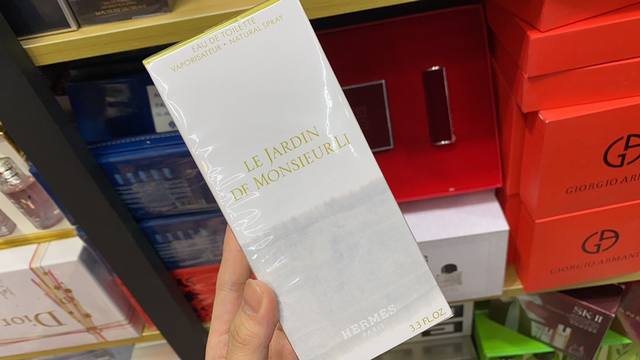 EAU DE TOILETTE
VAPORISATEUR • NATURAL SPRAY
LE JARDIN
DE MONSIEUR LI
HERMÈS
PARIS
3.3 FL.OZ.
GIORGIO ARM
GIORGIO ARMANI
Dior
SK II